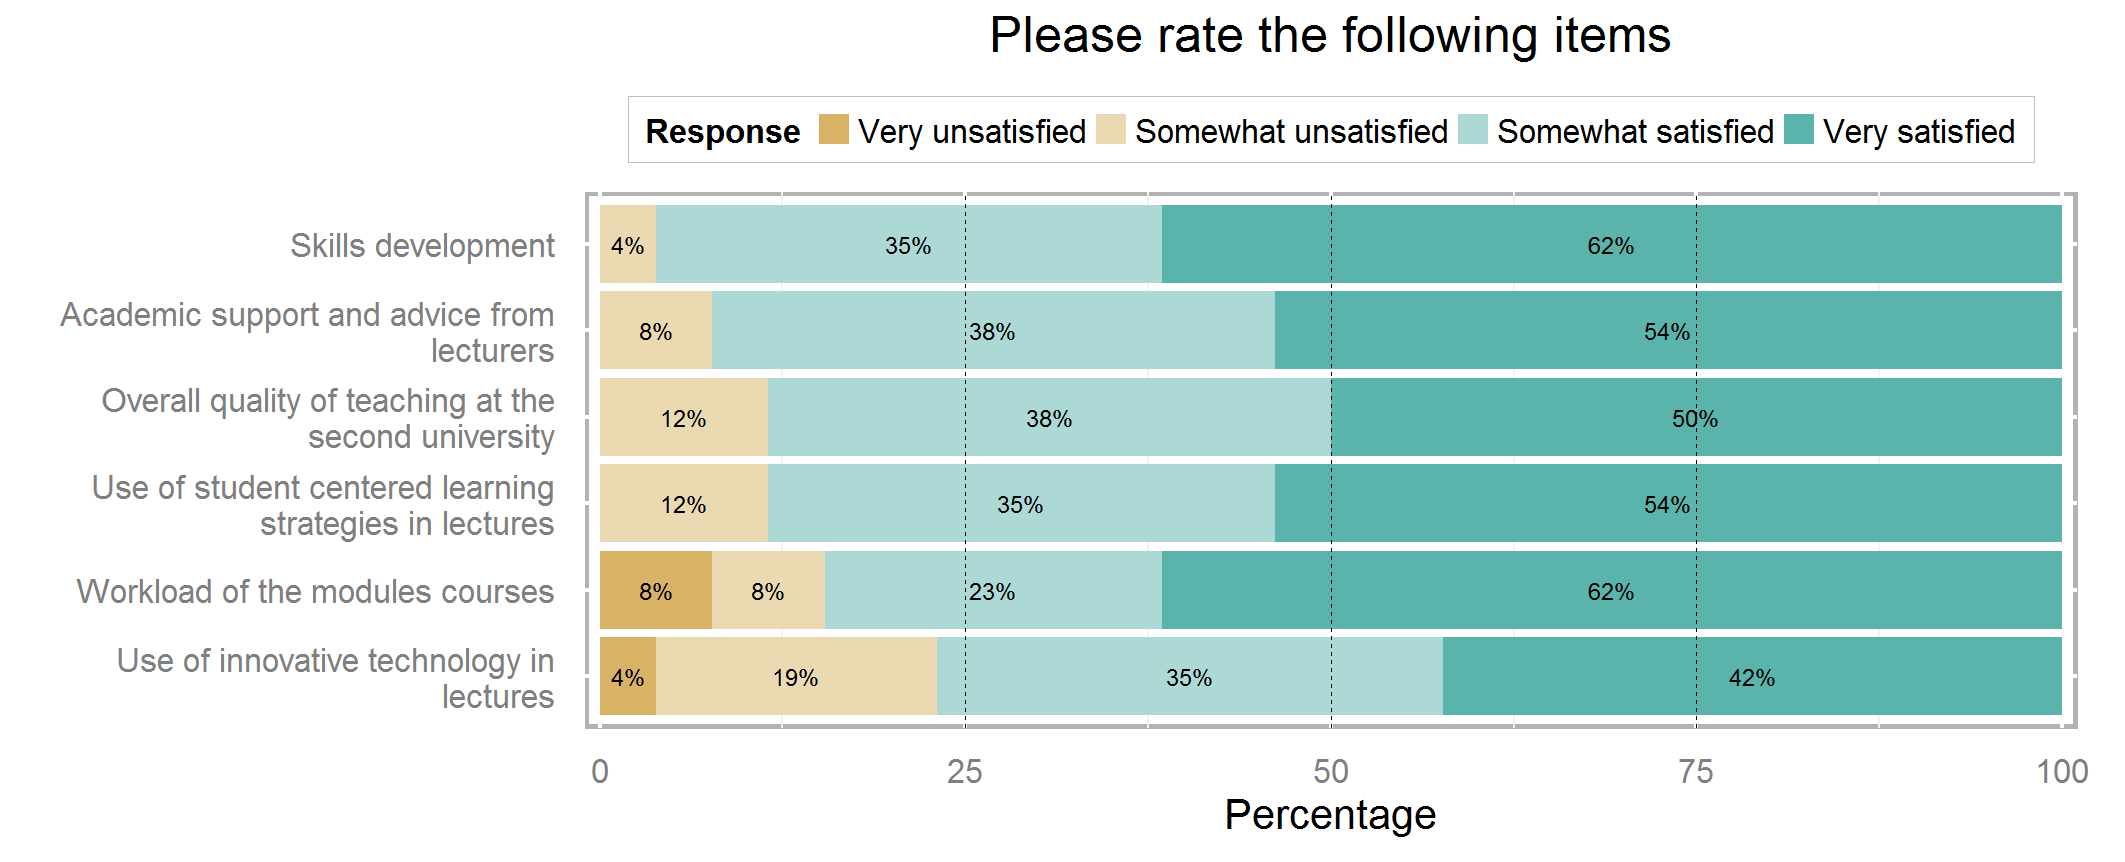 Please rate the following items
Response Very unsatisfied Somewhat unsatisfied Somewhat satisfied Very satisfied
Skills development
4% 35% 62%
Academic support and advice from
lecturers
8% 38% 54%
Overall quality of teaching at the
second university
12% 38% 50%
Use of student centered learning
strategies in lectures
12% 35% 54%
Workload of the modules courses
8% 8% 23% 62%
Use of innovative technology in
lectures
4% 19% 35% 42%
0 25 50 75 100
Percentage